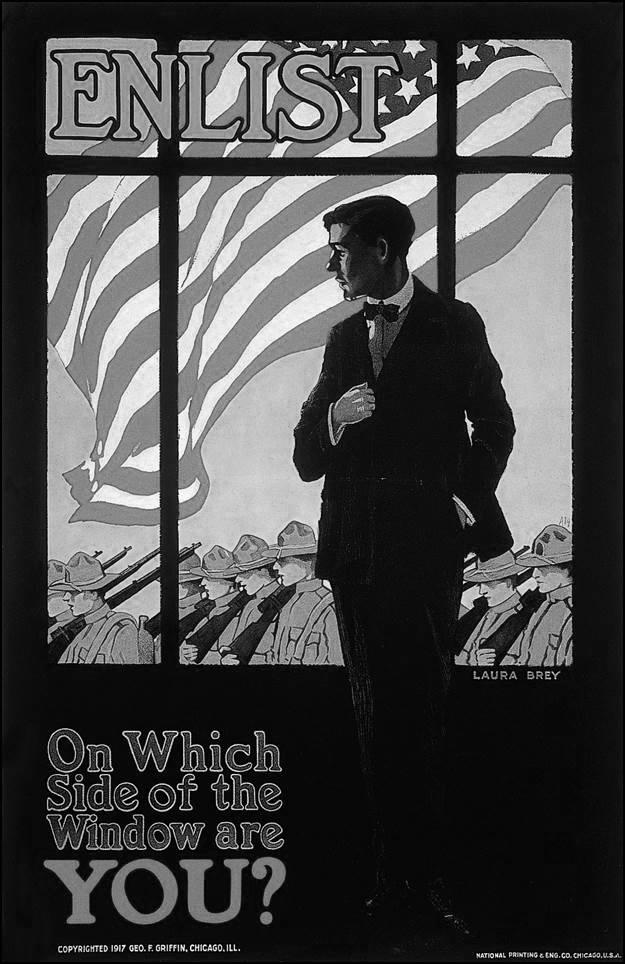 ENLIST
LAURA BREY
On Which
Side of the
Window are
YOU?
COPYRIGHTED 1917 GEO. F. GRIFFIN, CHICAGO, ILL.
NATIONAL PRINTING & ENG. CO. CHICAGO, U.S.A.